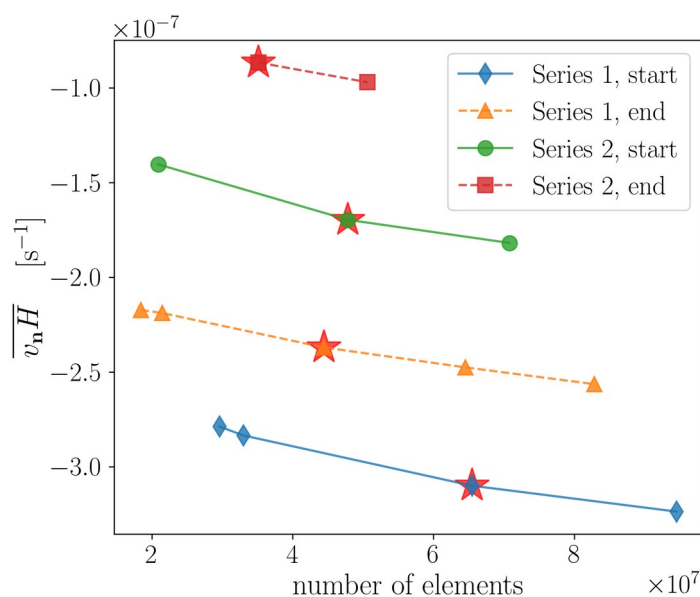 ×10⁻⁷
−1.0
−1.5
−2.0
−2.5
−3.0
v_nH [s⁻¹]
Series 1, start
Series 1, end
Series 2, start
Series 2, end
2
4
6
8
×10⁷
number of elements